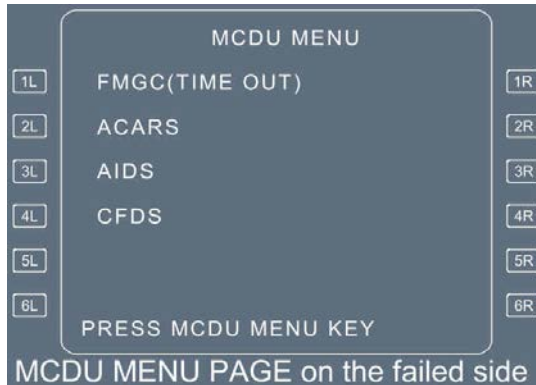 MCDU MENU
1L FMGC(TIME OUT) 1R
2L ACARS 2R
3L AIDS 3R
4L CFDS 4R
5L 5R
6L 6R
PRESS MCDU MENU KEY
MCDU MENU PAGE on the failed side